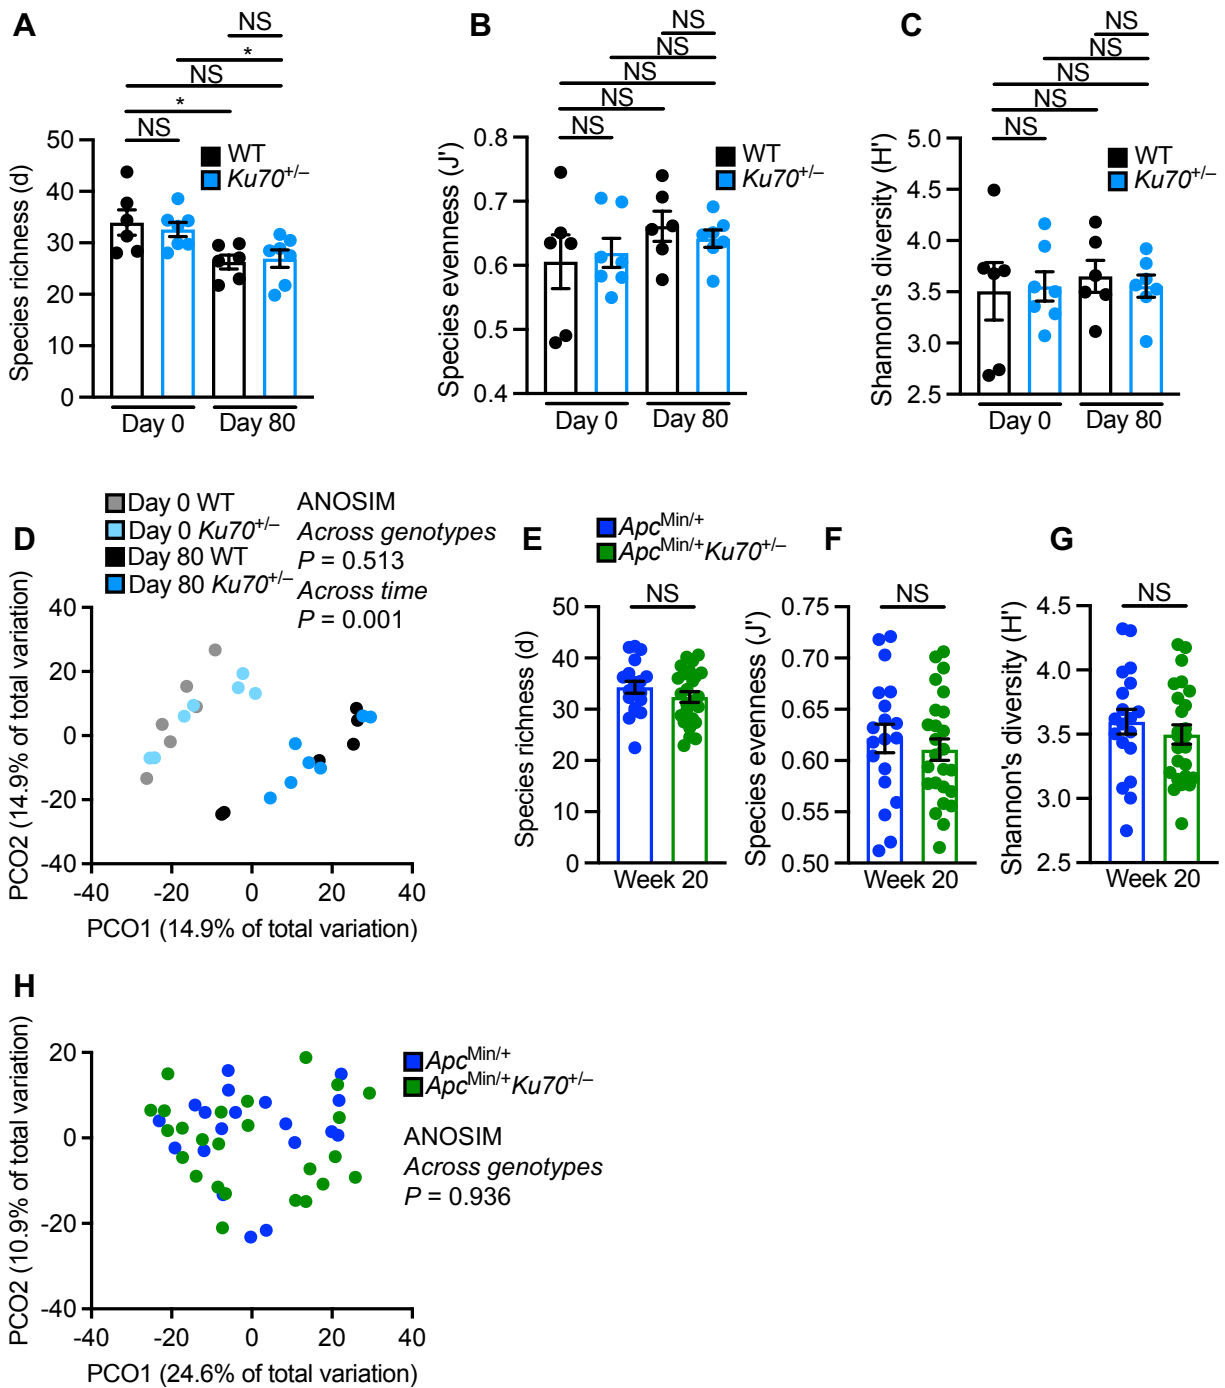 A
NS
*
NS
*
NS
Species richness (d)
50
40
30
20
10
0
WT
Ku70+/–
Day 0
Day 80
B
NS
NS
NS
NS
NS
Species evenness (J')
0.8
0.7
0.6
0.5
0.4
WT
Ku70+/–
Day 0
Day 80
C
NS
NS
NS
NS
NS
Shannon's diversity (H')
5.0
4.5
4.0
3.5
3.0
2.5
WT
Ku70+/–
Day 0
Day 80
D
Day 0 WT
Day 0 Ku70+/–
Day 80 WT
Day 80 Ku70+/–
ANOSIM
Across genotypes
P = 0.513
Across time
P = 0.001
PCO2 (14.9% of total variation)
40
20
0
-20
-40
-40
-20
0
20
40
PCO1 (14.9% of total variation)
E
ApcMin/+
ApcMin/+Ku70+/–
NS
Species richness (d)
50
40
30
20
10
0
Week 20
F
NS
Species evenness (J')
0.75
0.70
0.65
0.60
0.55
0.50
Week 20
G
NS
Shannon's diversity (H')
4.5
4.0
3.5
3.0
2.5
Week 20
H
PCO2 (10.9% of total variation)
20
0
-20
-40
-40
-20
0
20
40
PCO1 (24.6% of total variation)
ApcMin/+
ApcMin/+Ku70+/–
ANOSIM
Across genotypes
P = 0.936